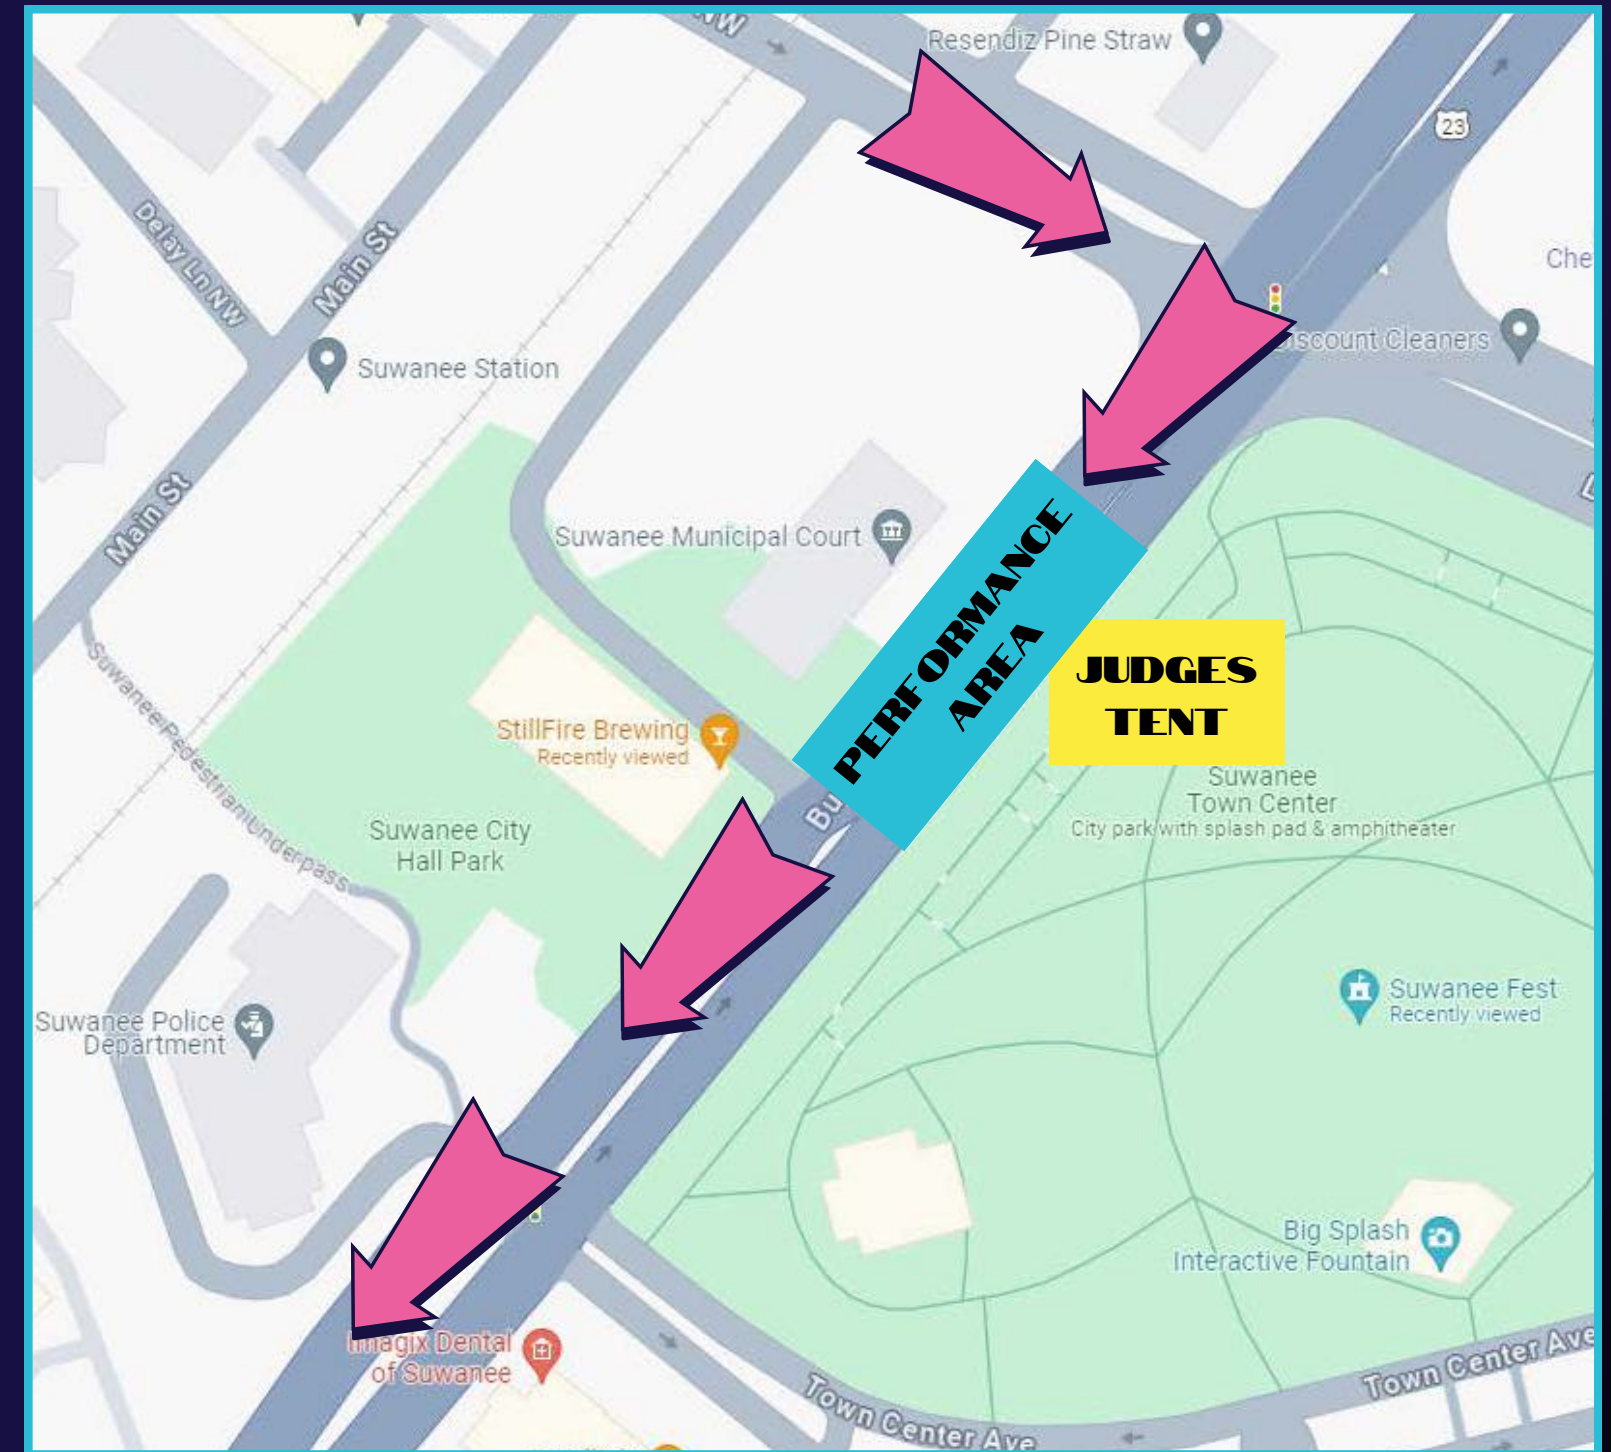 NW
Resendiz Pine Straw
23
Delay Ln NW
Main St
Che
Discount Cleaners
Suwanee Station
Main St
Suwanee Municipal Court
PERFORMANCE
AREA
JUDGES
TENT
Suwanee Pedestrian Underpass
StillFire Brewing
Recently viewed
Bu
Suwanee
Town Center
City park with splash pad & amphitheater
Suwanee City
Hall Park
Suwanee Fest
Recently viewed
Suwanee Police
Department
Big Splash
Interactive Fountain
Imagix Dental
of Suwanee
Town Center Ave
Town Center Ave